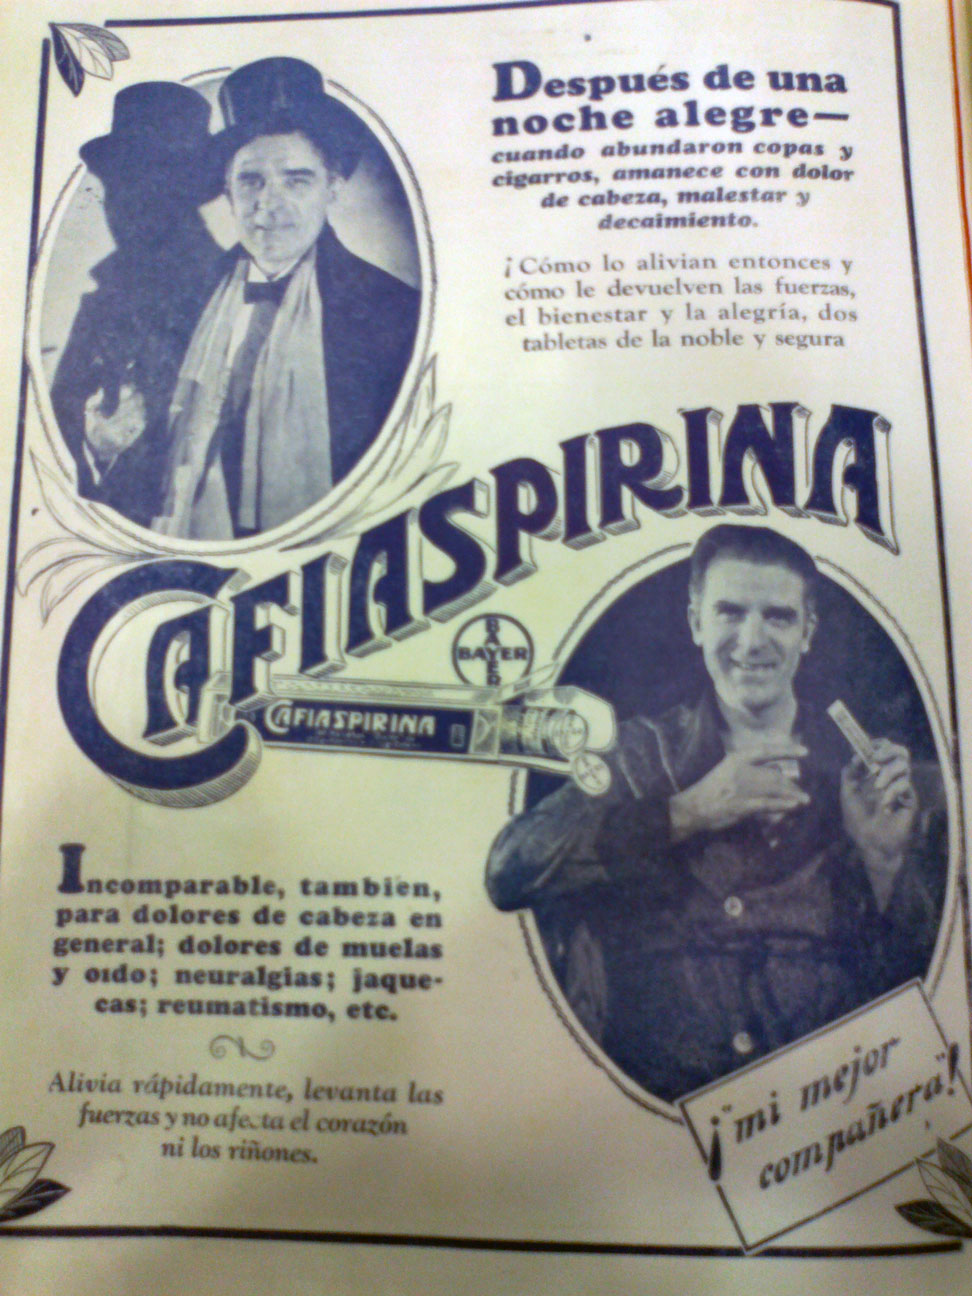 Después de una
noche alegre—
cuando abundaron copas y
cigarros, amanece con dolor
de cabeza, malestar y
decaimiento.
¡Cómo lo alivian entonces y
cómo le devuelven las fuerzas,
el bienestar y la alegría, dos
tabletas de la noble y segura
CAFIASPIRINA
BAYER
BAYER
CAFIASPIRINA
Incomparable, también,
para dolores de cabeza en
general; dolores de muelas
y oido; neuralgias; jaque-
cas; reumatismo, etc.
Alivia rápidamente, levanta las
fuerzas y no afecta el corazón
ni los riñones.
¡"mi mejor
compañera"!